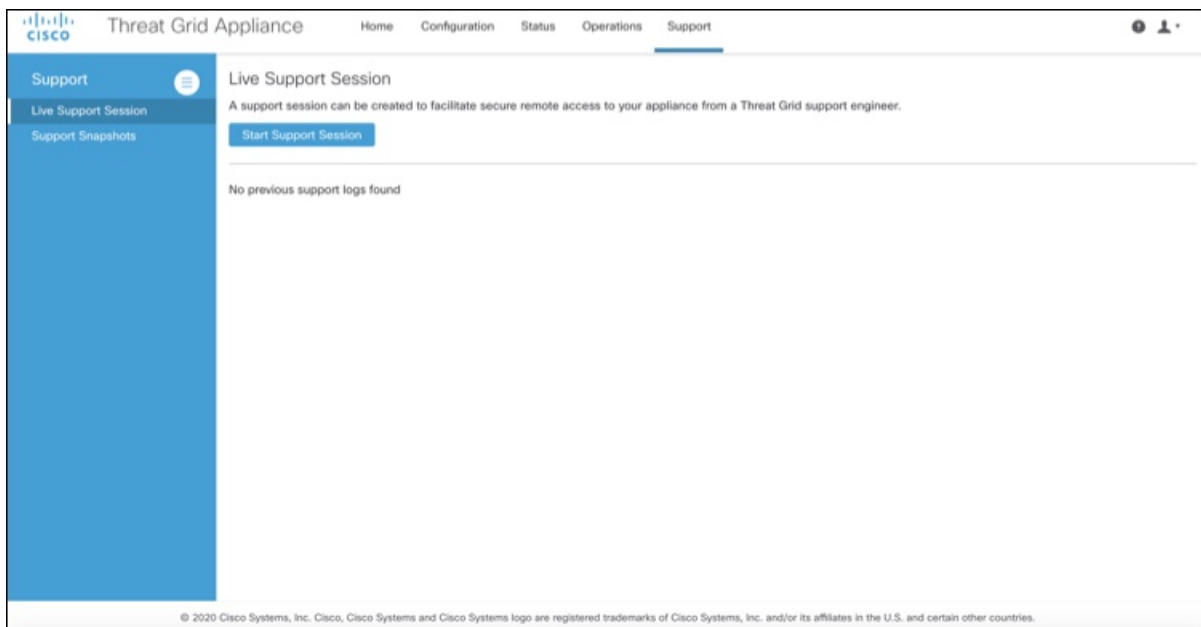 CISCO
Threat Grid Appliance
Home
Configuration
Status
Operations
Support
Support
Live Support Session
Support Snapshots
Live Support Session
A support session can be created to facilitate secure remote access to your appliance from a Threat Grid support engineer.
Start Support Session
No previous support logs found
© 2020 Cisco Systems, Inc. Cisco, Cisco Systems and Cisco Systems logo are registered trademarks of Cisco Systems, Inc. and/or its affiliates in the U.S. and certain other countries.